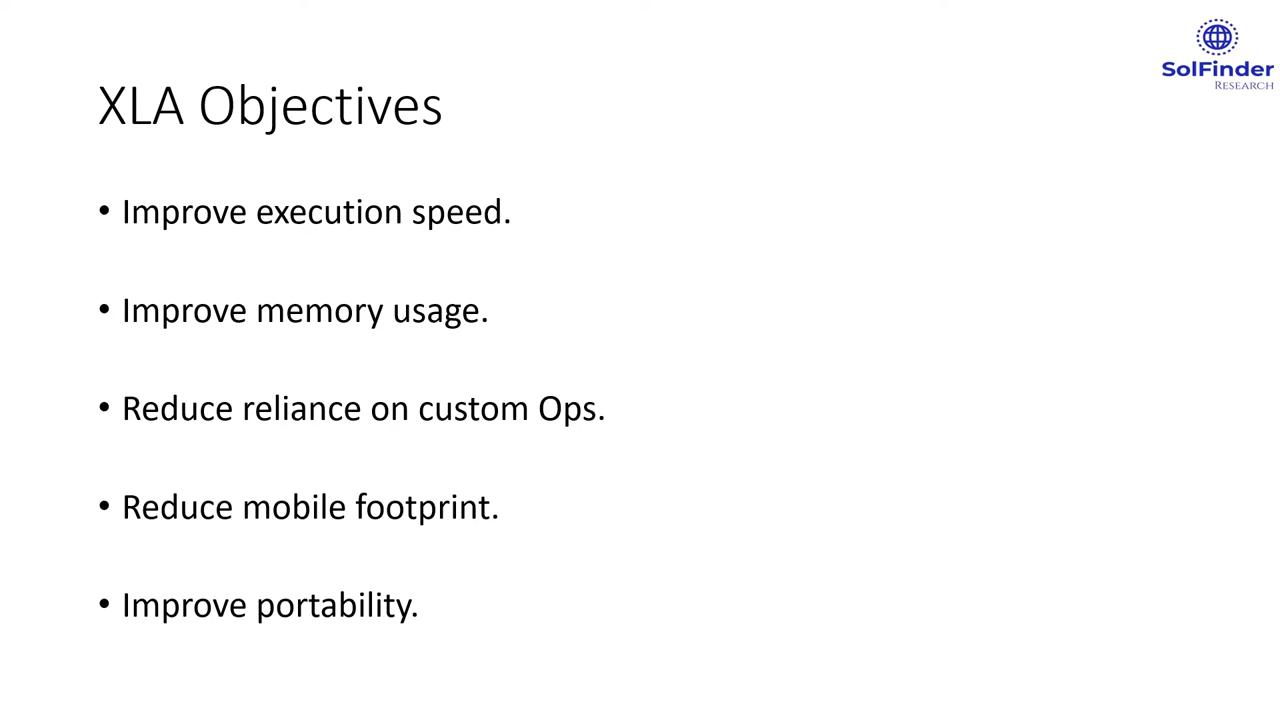 SolFinder
RESEARCH
XLA Objectives
• Improve execution speed.
• Improve memory usage.
• Reduce reliance on custom Ops.
• Reduce mobile footprint.
• Improve portability.